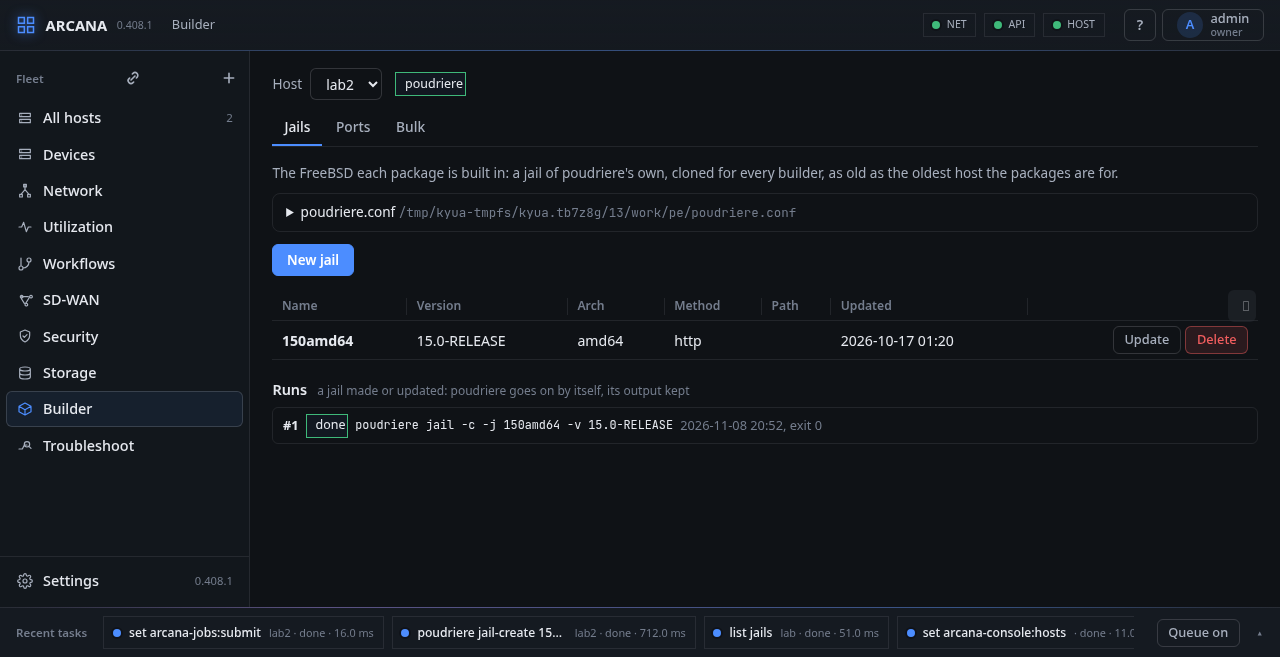 ARCANA 0.408.1 Builder NET API HOST ? A admin owner
Fleet
All hosts 2
Devices
Network
Utilization
Workflows
SD-WAN
Security
Storage
Builder
Troubleshoot
Settings 0.408.1
Host lab2 poudriere
Jails Ports Bulk
The FreeBSD each package is built in: a jail of poudriere's own, cloned for every builder, as old as the oldest host the packages are for.
poudriere.conf /tmp/kyua-tmpfs/kyua.tb7z8g/13/work/pe/poudriere.conf
New jail
Name Version Arch Method Path Updated
150amd64 15.0-RELEASE amd64 http 2026-10-17 01:20 Update Delete
Runs a jail made or updated: poudriere goes on by itself, its output kept
#1 done poudriere jail -c -j 150amd64 -v 15.0-RELEASE 2026-11-08 20:52, exit 0
Recent tasks set arcana-jobs:submit lab2 · done · 16.0 ms poudriere jail-create 15... lab2 · done · 712.0 ms list jails lab · done · 51.0 ms set arcana-console:hosts · done · 11.0 Queue on